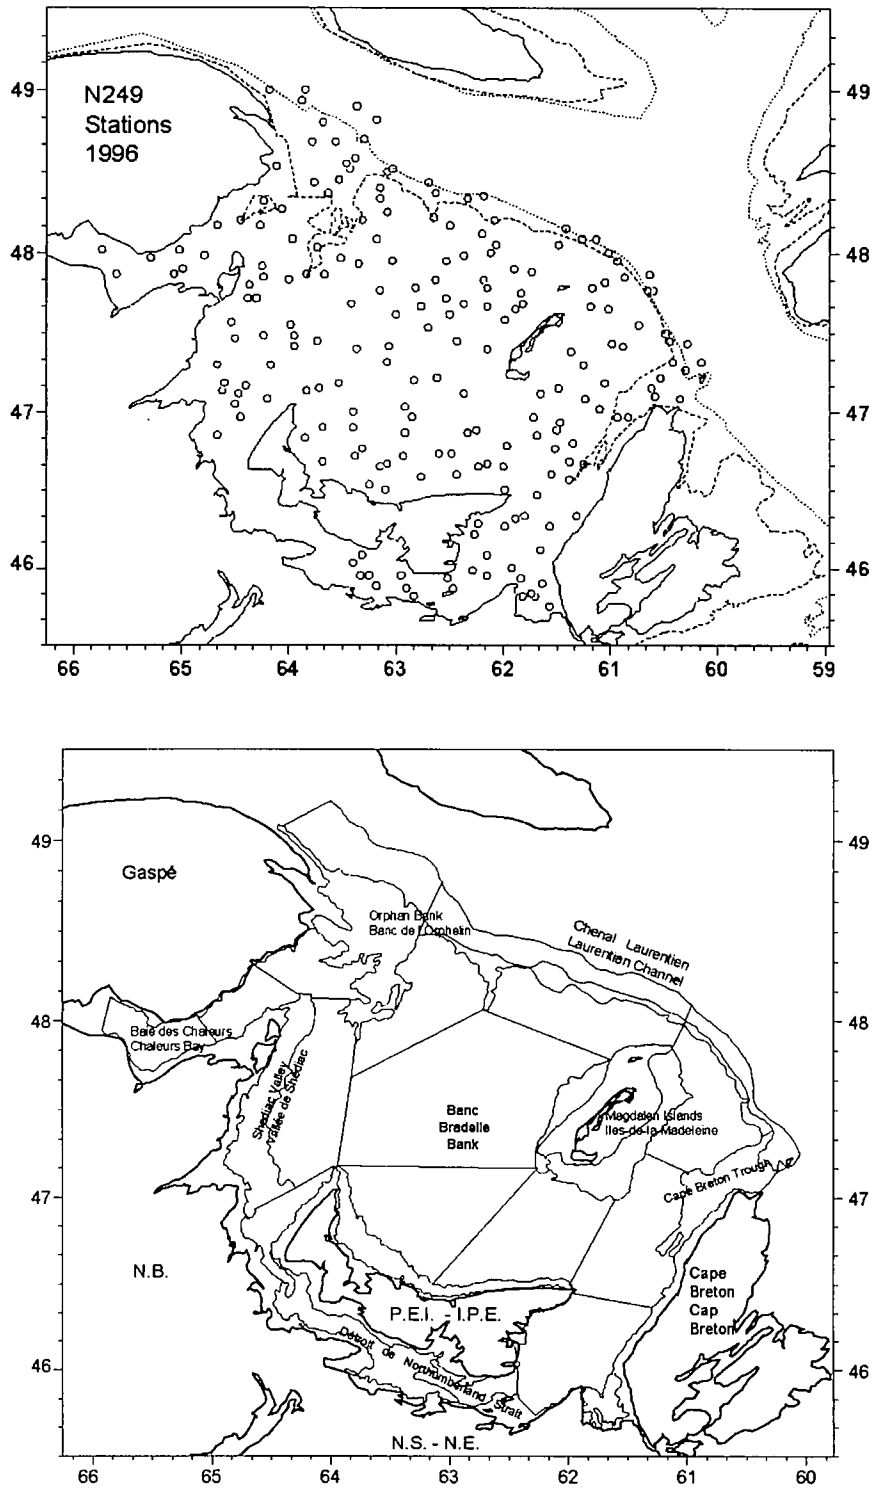 N249
Stations
1996
49
49
48
48
47
47
46
46
66
65
64
63
62
61
60
59
Gaspé
49
49
Orphan Bank
Banc de l'Orphelin
Chenal Laurentien
Laurentian Channel
48
48
Baie des Chaleurs
Chaleurs Bay
Shediac Valley
Vallée de Shediac
Banc
Bradelle
Bank
Magdalen Islands
Iles-de-la-Madeleine
Cape Breton Trough
47
47
N.B.
Cape
Breton
Cap
Breton
P.E.I. - I.P.E.
Détroit de Northumberland Strait
46
46
N.S. - N.E.
66
65
64
63
62
61
60